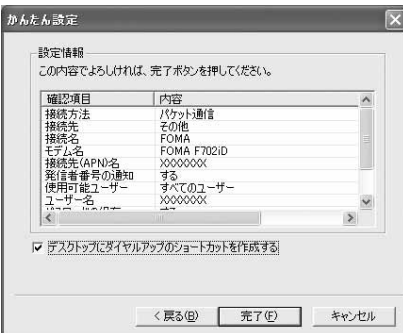 かんたん設定
設定情報
この内容でよろしければ、完了ボタンを押してください。
確認項目 内容
接続方法 パケット通信
接続先 その他
接続名 FOMA
モデム名 FOMA F702iD
接続先(APN)名 XXXXXXX
発信者番号の通知 する
使用可能ユーザー すべてのユーザー
ユーザー名 XXXXXXX
デスクトップにダイヤルアップのショートカットを作成する
< 戻る(B) 完了(F) キャンセル